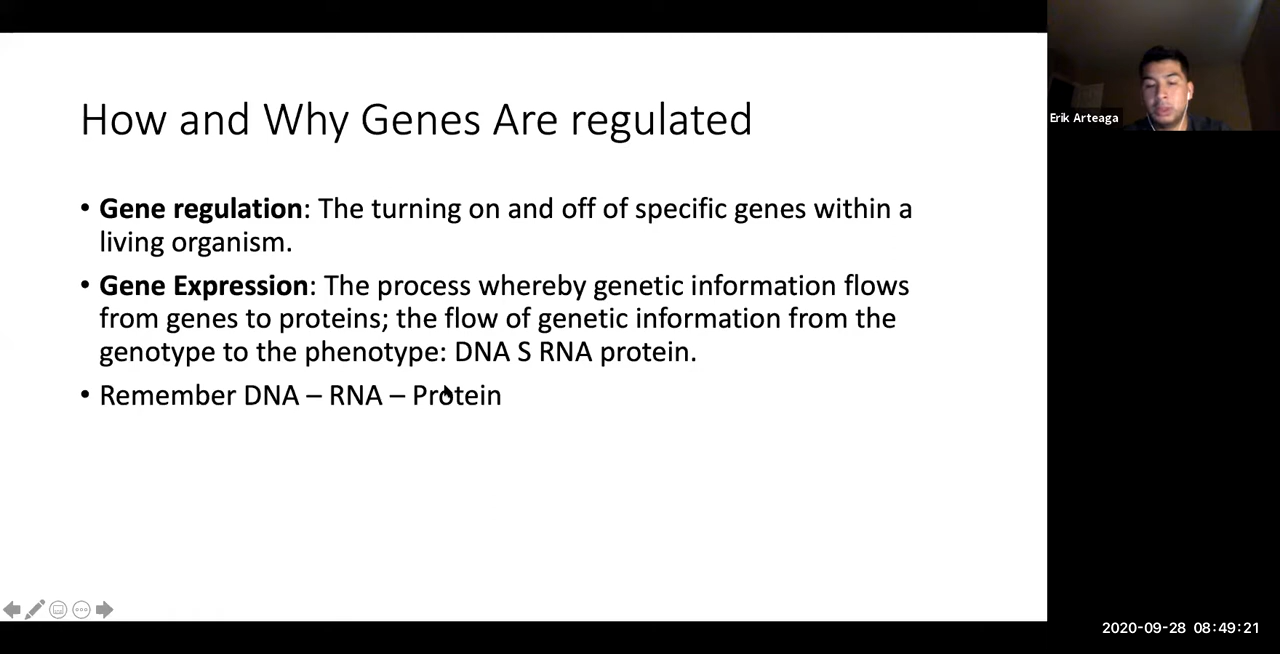 How and Why Genes Are regulated
• Gene regulation: The turning on and off of specific genes within a
living organism.
• Gene Expression: The process whereby genetic information flows
from genes to proteins; the flow of genetic information from the
genotype to the phenotype: DNA S RNA protein.
• Remember DNA – RNA – Protein
Erik Arteaga
2020-09-28 08:49:21